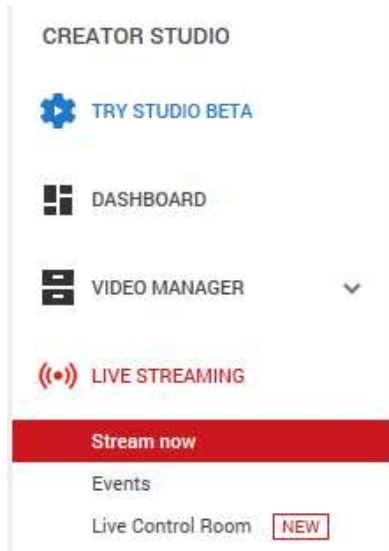 CREATOR STUDIO
TRY STUDIO BETA
DASHBOARD
VIDEO MANAGER
LIVE STREAMING
Stream now
Events
Live Control Room NEW